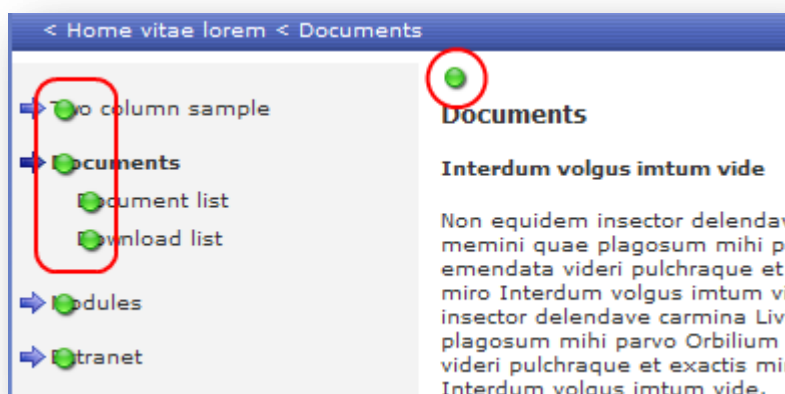 < Home vitae lorem < Documents
Two column sample
Documents
Document list
Download list
Modules
Extranet
Documents
Interdum volgus imtum vide
Non equidem insector delendav
memini quae plagosum mihi p
emendata videri pulchraque et
miro Interdum volgus imtum vi
insector delendave carmina Liv
plagosum mihi parvo Orbilium
videri pulchraque et exactis mi
Interdum volgus imtum vide.